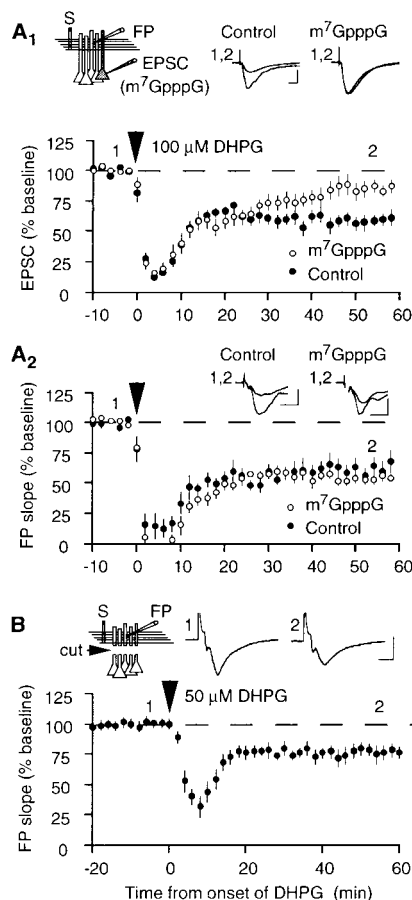 A₁
S
FP
EPSC
(m⁷GpppG)
Control
m⁷GpppG
1,2
1,2
125
100
75
50
25
0
EPSC (% baseline)
1
100 µM DHPG
2
m⁷GpppG
Control
-10
0
10
20
30
40
50
60
A₂
Control
m⁷GpppG
1,2
1,2
125
100
75
50
25
0
FP slope (% baseline)
1
2
m⁷GpppG
Control
-10
0
10
20
30
40
50
60
B
S
FP
cut
1
2
125
100
75
50
25
0
FP slope (% baseline)
1
50 µM DHPG
2
-20
-10
0
10
20
30
40
50
60
Time from onset of DHPG (min)